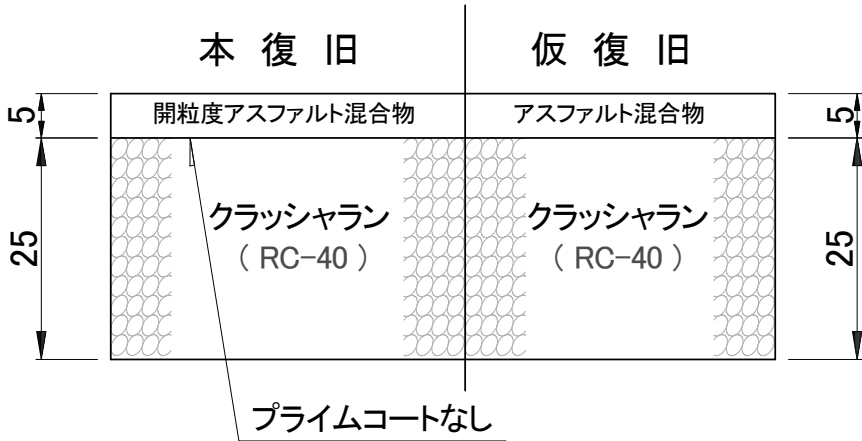 本復旧
仮復旧
5
開粒度アスファルト混合物
アスファルト混合物
5
25
クラッシャラン
（RC-40）
クラッシャラン
（RC-40）
25
プライムコートなし